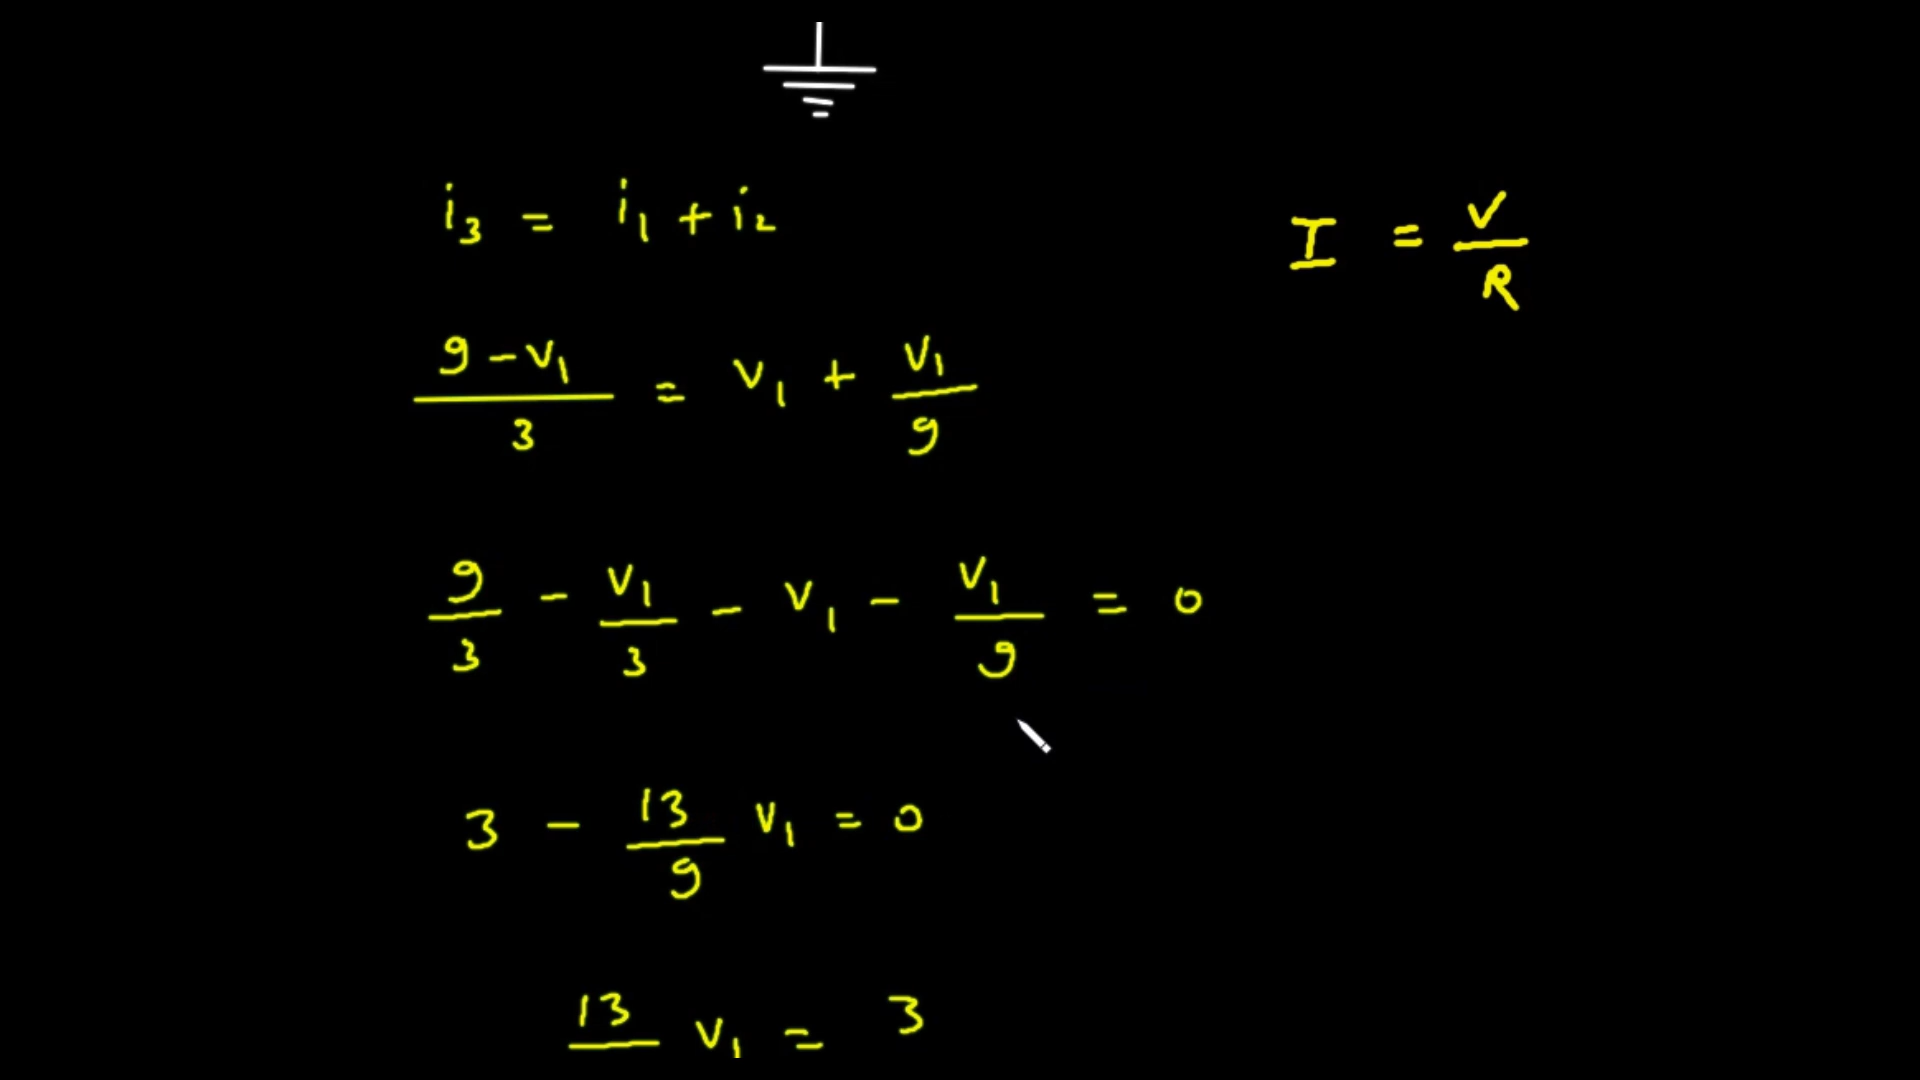 i₃ = i₁ + i₂
I = V/R
(9 - V₁)/3 = V₁ + V₁/9
9/3 - V₁/3 - V₁ - V₁/9 = 0
3 - 13/9 V₁ = 0
13 V₁ = 3